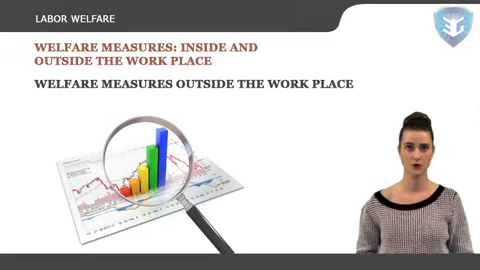 LABOR WELFARE
WELFARE MEASURES: INSIDE AND
OUTSIDE THE WORK PLACE
WELFARE MEASURES OUTSIDE THE WORK PLACE